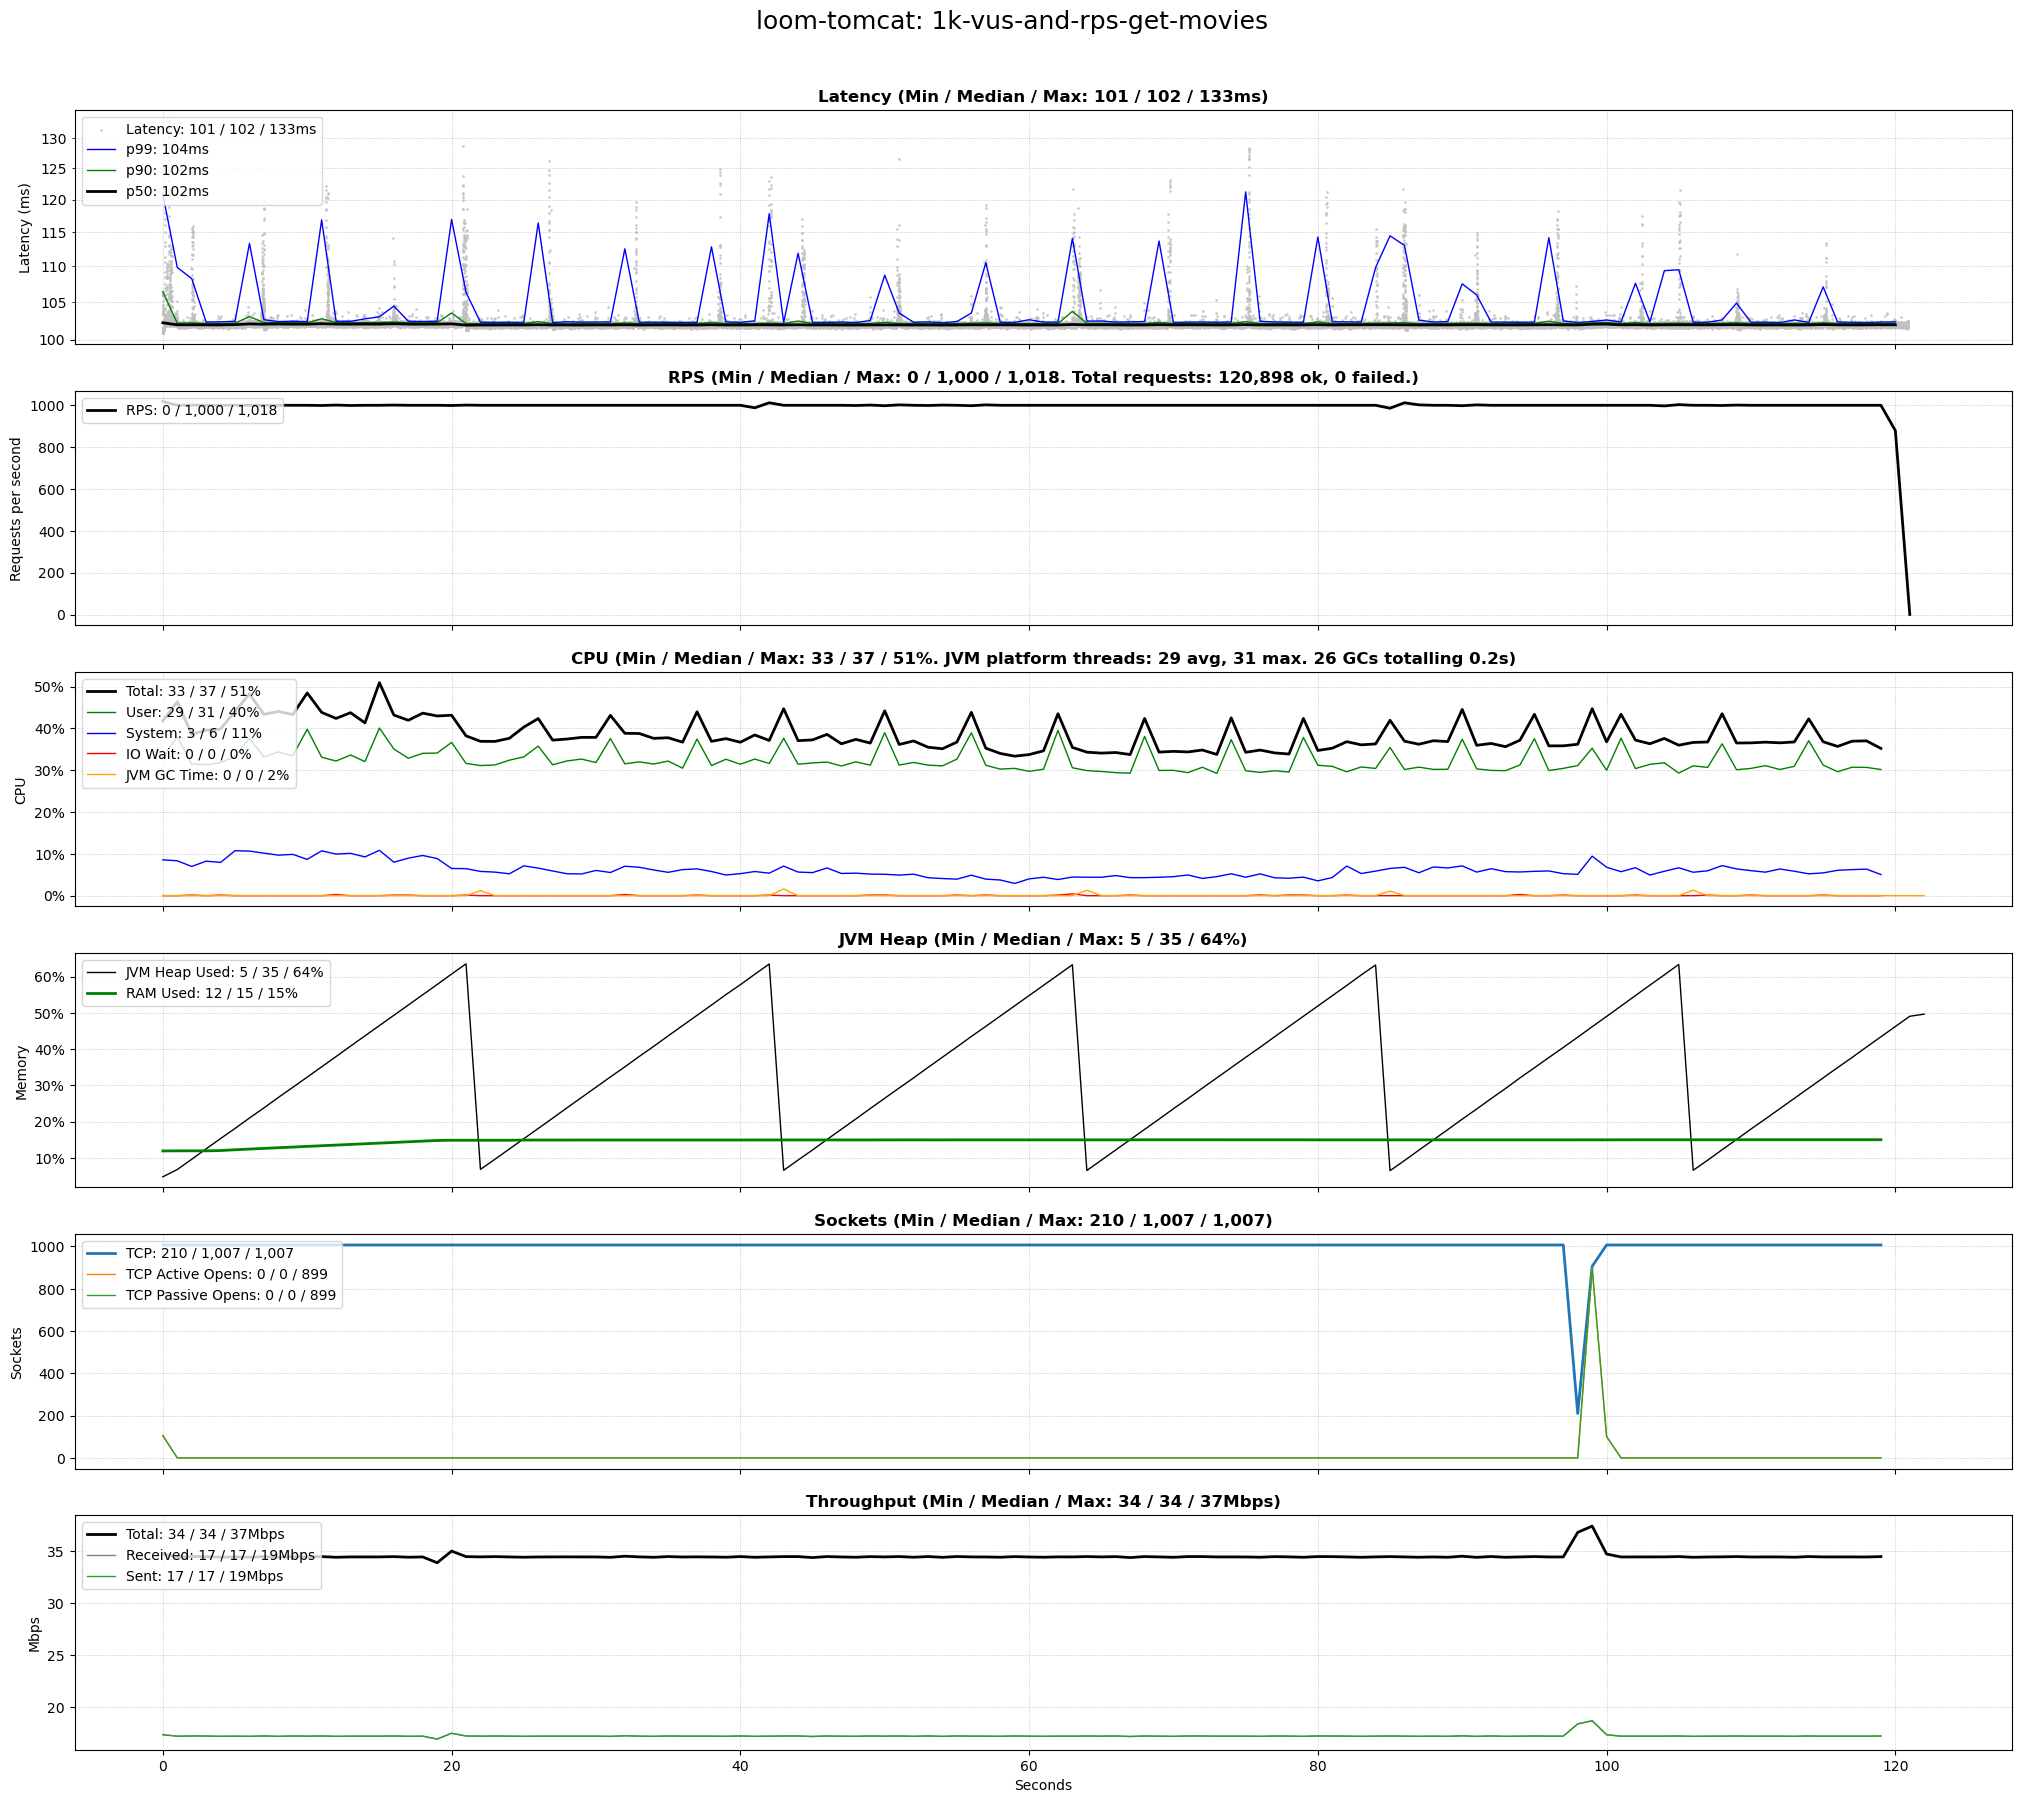 loom-tomcat: 1k-vus-and-rps-get-movies
Latency (Min / Median / Max: 101 / 102 / 133ms)
Latency (ms)
130
125
120
115
110
105
100
Latency: 101 / 102 / 133ms
p99: 104ms
p90: 102ms
p50: 102ms
RPS (Min / Median / Max: 0 / 1,000 / 1,018. Total requests: 120,898 ok, 0 failed.)
Requests per second
1000
800
600
400
200
0
RPS: 0 / 1,000 / 1,018
CPU (Min / Median / Max: 33 / 37 / 51%. JVM platform threads: 29 avg, 31 max. 26 GCs totalling 0.2s)
CPU
50%
40%
30%
20%
10%
0%
Total: 33 / 37 / 51%
User: 29 / 31 / 40%
System: 3 / 6 / 11%
IO Wait: 0 / 0 / 0%
JVM GC Time: 0 / 0 / 2%
JVM Heap (Min / Median / Max: 5 / 35 / 64%)
Memory
60%
50%
40%
30%
20%
10%
JVM Heap Used: 5 / 35 / 64%
RAM Used: 12 / 15 / 15%
Sockets (Min / Median / Max: 210 / 1,007 / 1,007)
Sockets
1000
800
600
400
200
0
TCP: 210 / 1,007 / 1,007
TCP Active Opens: 0 / 0 / 899
TCP Passive Opens: 0 / 0 / 899
Throughput (Min / Median / Max: 34 / 34 / 37Mbps)
Mbps
35
30
25
20
Total: 34 / 34 / 37Mbps
Received: 17 / 17 / 19Mbps
Sent: 17 / 17 / 19Mbps
0 20 40 60 80 100 120
Seconds